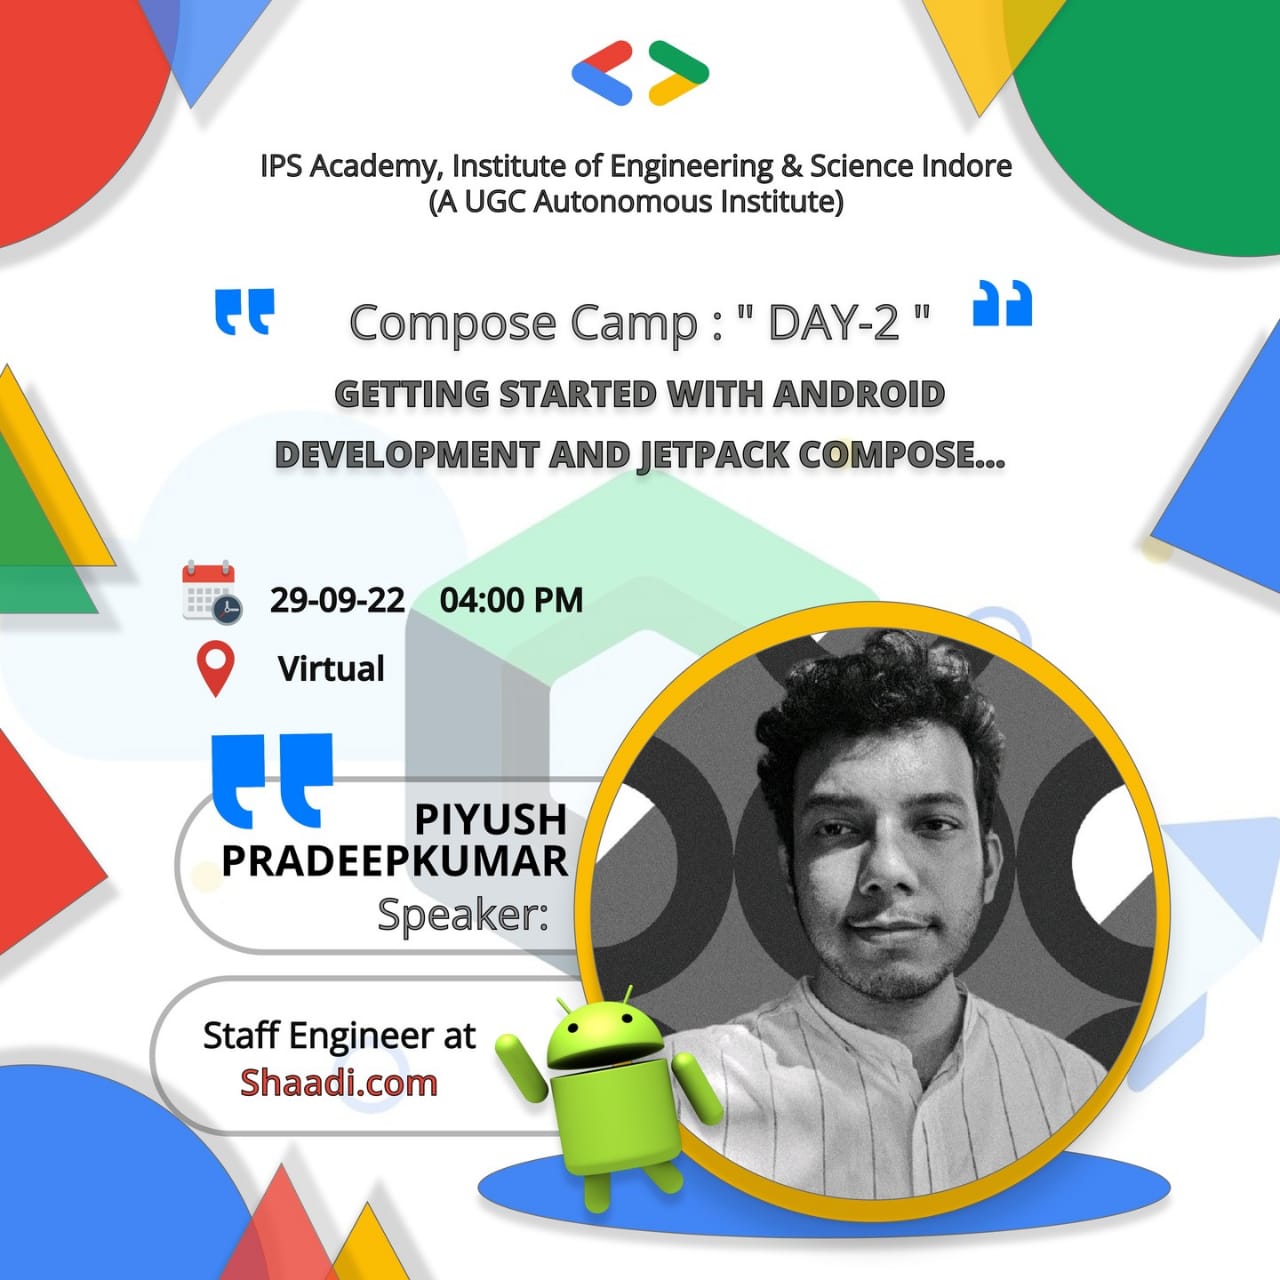 IPS Academy, Institute of Engineering & Science Indore
(A UGC Autonomous Institute)
Compose Camp : " DAY-2 "
GETTING STARTED WITH ANDROID
DEVELOPMENT AND JETPACK COMPOSE...
29-09-22 04:00 PM
Virtual
PIYUSH
PRADEEPKUMAR
Speaker:
Staff Engineer at
Shaadi.com